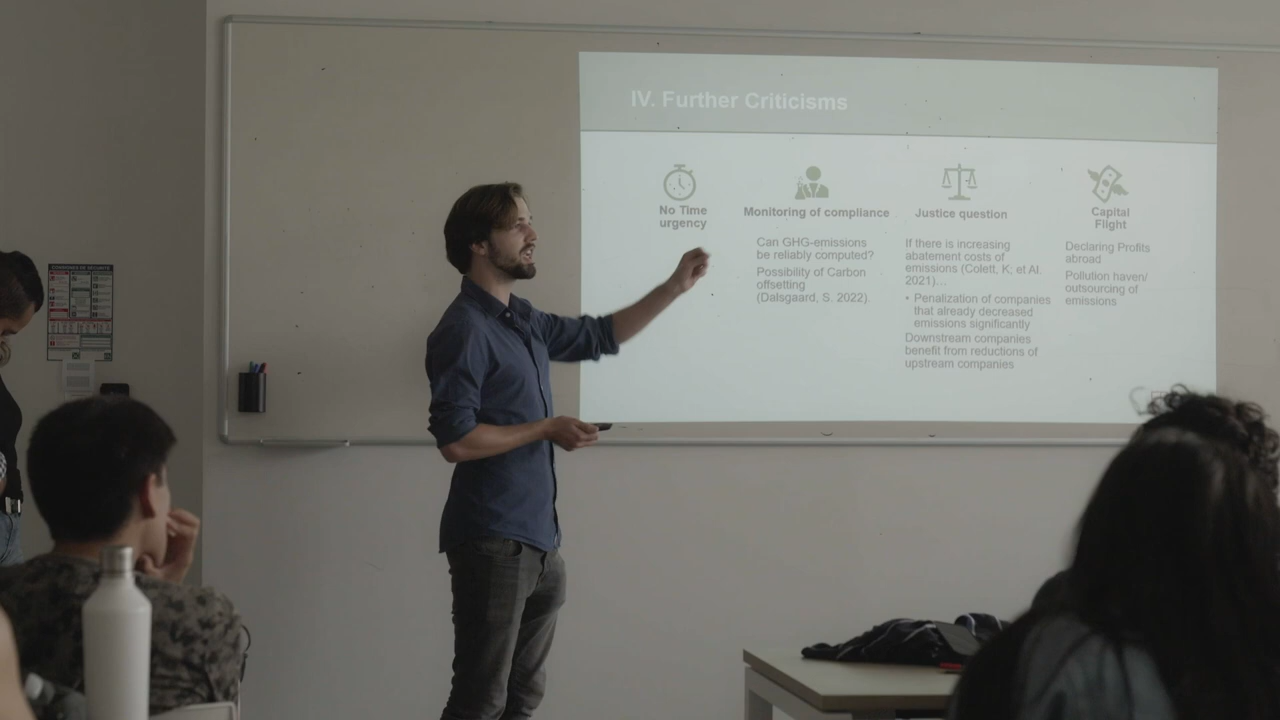 IV. Further Criticisms
No Time
urgency
Monitoring of compliance
Can GHG-emissions
be reliably computed?
Possibility of Carbon
offsetting
(Dalsgaard, S. 2022)
Justice question
If there is increasing
abatement costs of
emissions (Colett, K; et Al.
2021)…
• Penalization of companies
that already decreased
emissions significantly
Downstream companies
benefit from reductions of
upstream companies
Capital
Flight
Declaring Profits
abroad
Pollution haven/
outsourcing of
emissions
CONSIGNES DE SECURITÉ